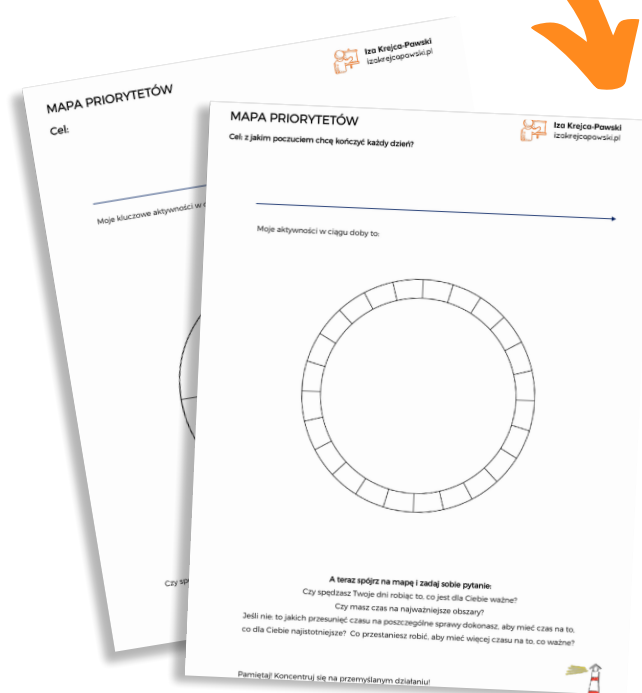 MAPA PRIORYTETÓW
Iza Krejca-Pawski
izakrejcapawski.pl
Cel:
Moje kluczowe aktywności w
Czy
MAPA PRIORYTETÓW
Iza Krejca-Pawski
izakrejcapawski.pl
Cel: z jakim poczuciem chcę kończyć każdy dzień?
Moje aktywności w ciągu doby to:
A teraz spójrz na mapę i zadaj sobie pytanie:
Czy spędzasz Twoje dni robiąc to, co jest dla Ciebie ważne?
Czy masz czas na najważniejsze obszary?
Jeśli nie: to jakich przesunięć czasu na poszczególne sprawy dokonasz, aby mieć czas na to,
co dla Ciebie najistotniejsze? Co przestaniesz robić, aby mieć więcej czasu na to, co ważne?
Pamiętaj! Koncentruj się na przemyślanym działaniu!